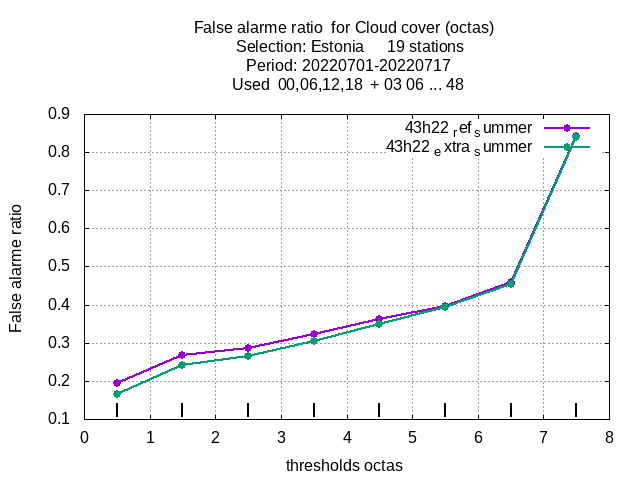 False alarme ratio  for Cloud cover (octas)
Selection: Estonia     19 stations
Period: 20220701-20220717
Used  00,06,12,18  + 03 06 ... 48
43h22 ref summer
43h22 extra summer
False alarme ratio
0.9
0.8
0.7
0.6
0.5
0.4
0.3
0.2
0.1
0 1 2 3 4 5 6 7 8
thresholds octas